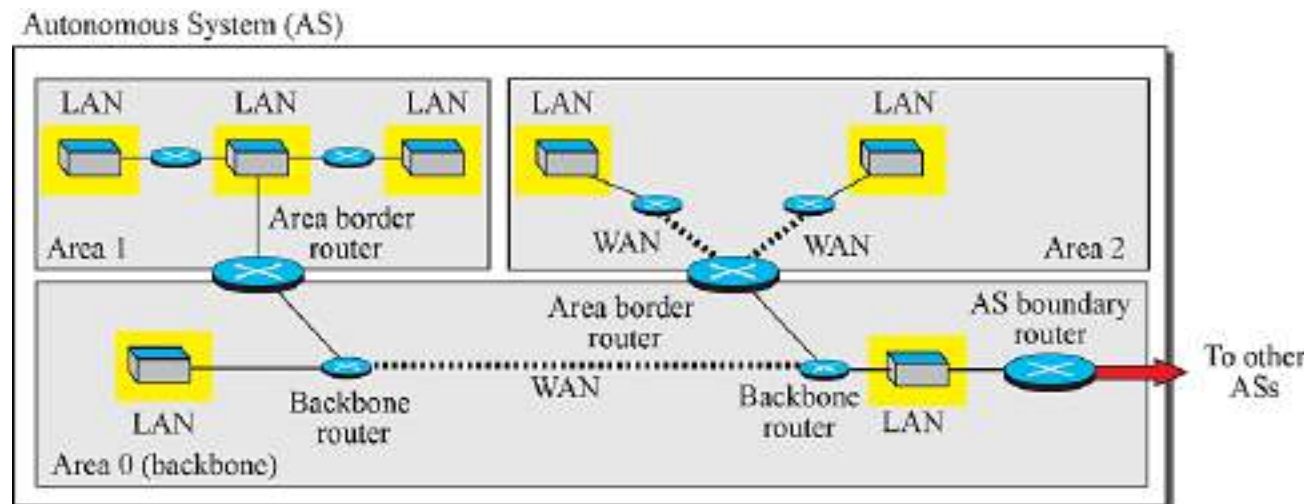 Autonomous System (AS)
LAN
LAN
LAN
Area border
router
Area 1
LAN
LAN
WAN
WAN
Area 2
Area border
router
AS boundary
router
To other
ASs
LAN
Backbone
router
WAN
Backbone
router
LAN
Area 0 (backbone)